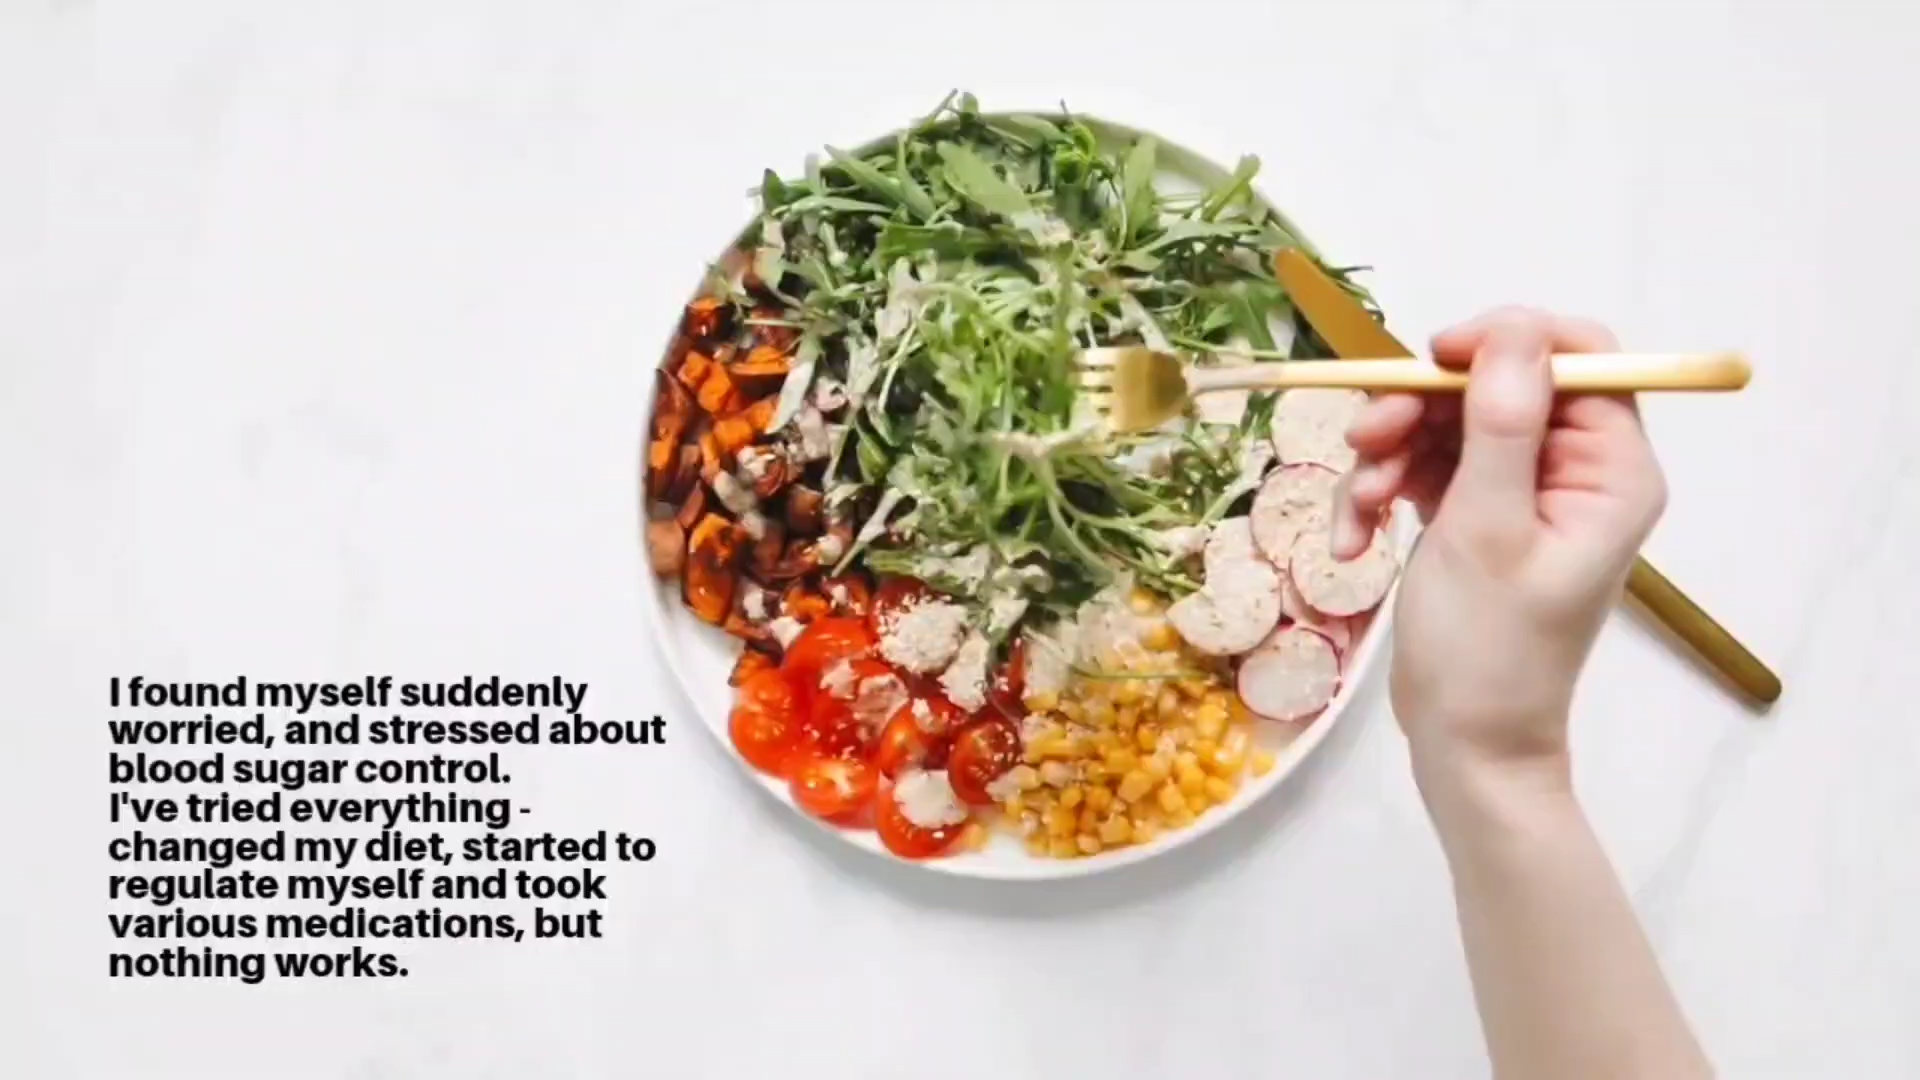 I found myself suddenly
worried, and stressed about
blood sugar control.
I've tried everything -
changed my diet, started to
regulate myself and took
various medications, but
nothing works.